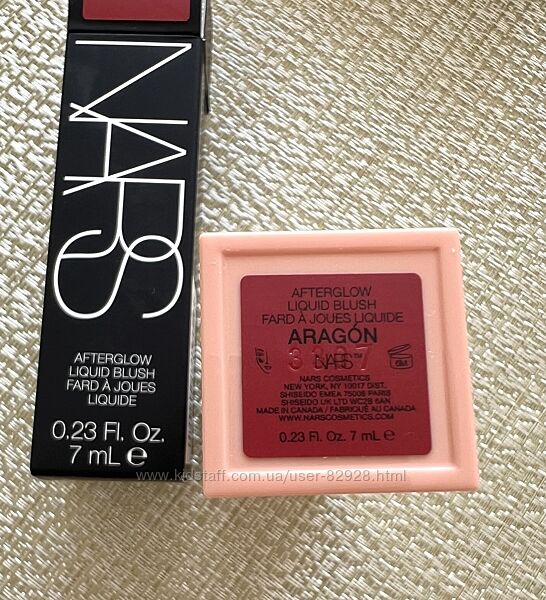 NARS
AFTERGLOW
LIQUID BLUSH
FARD À JOUES
LIQUIDE
0.23 Fl. Oz.
7 mL e
AFTERGLOW
LIQUID BLUSH
FARD À JOUES LIQUIDE
ARAGÓN
NARS™
NARS COSMETICS
NEW YORK, NY 10017 DIST.
SHISEIDO EMEA 75008 PARIS
SHISEIDO UK LTD WC2B 6AN
MADE IN CANADA / FABRIQUÉ AU CANADA
WWW.NARSCOSMETICS.COM
0.23 Fl. Oz. 7 mL e
www.kidstaff.com.ua/user-82928.html